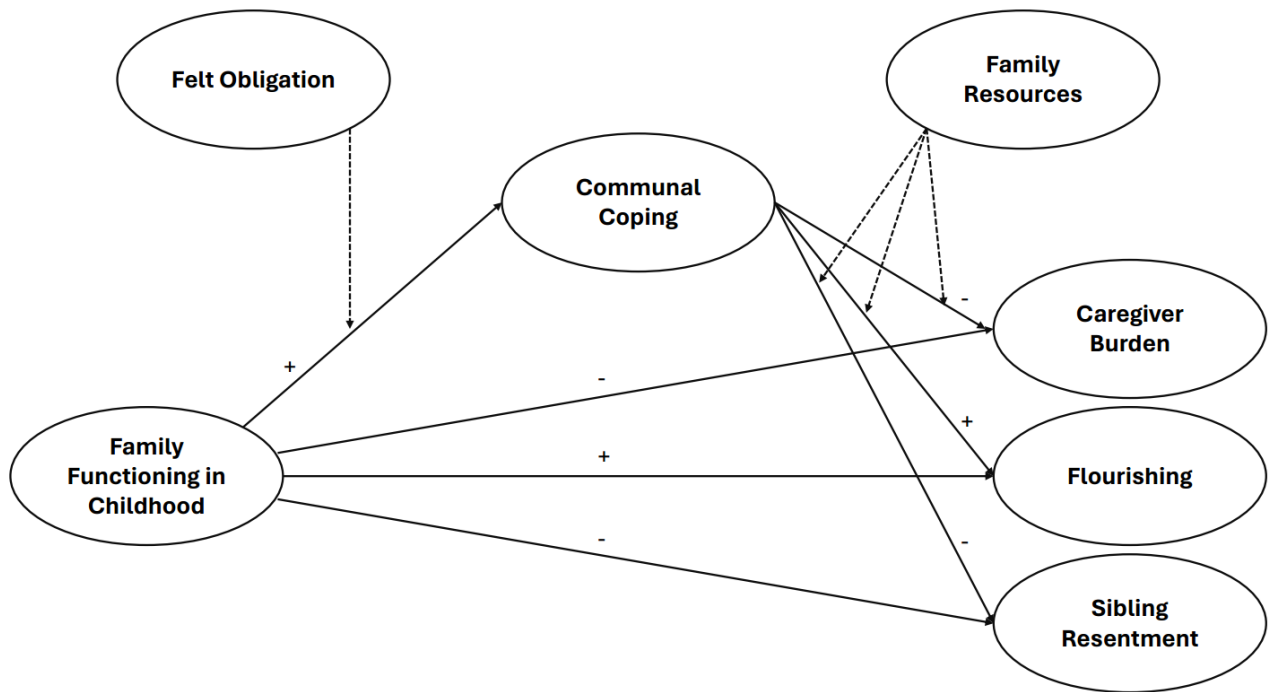 Felt Obligation
Family
Resources
Communal
Coping
-
Caregiver
Burden
+
-
Family
Functioning in
Childhood
+
+
Flourishing
-
-
Sibling
Resentment